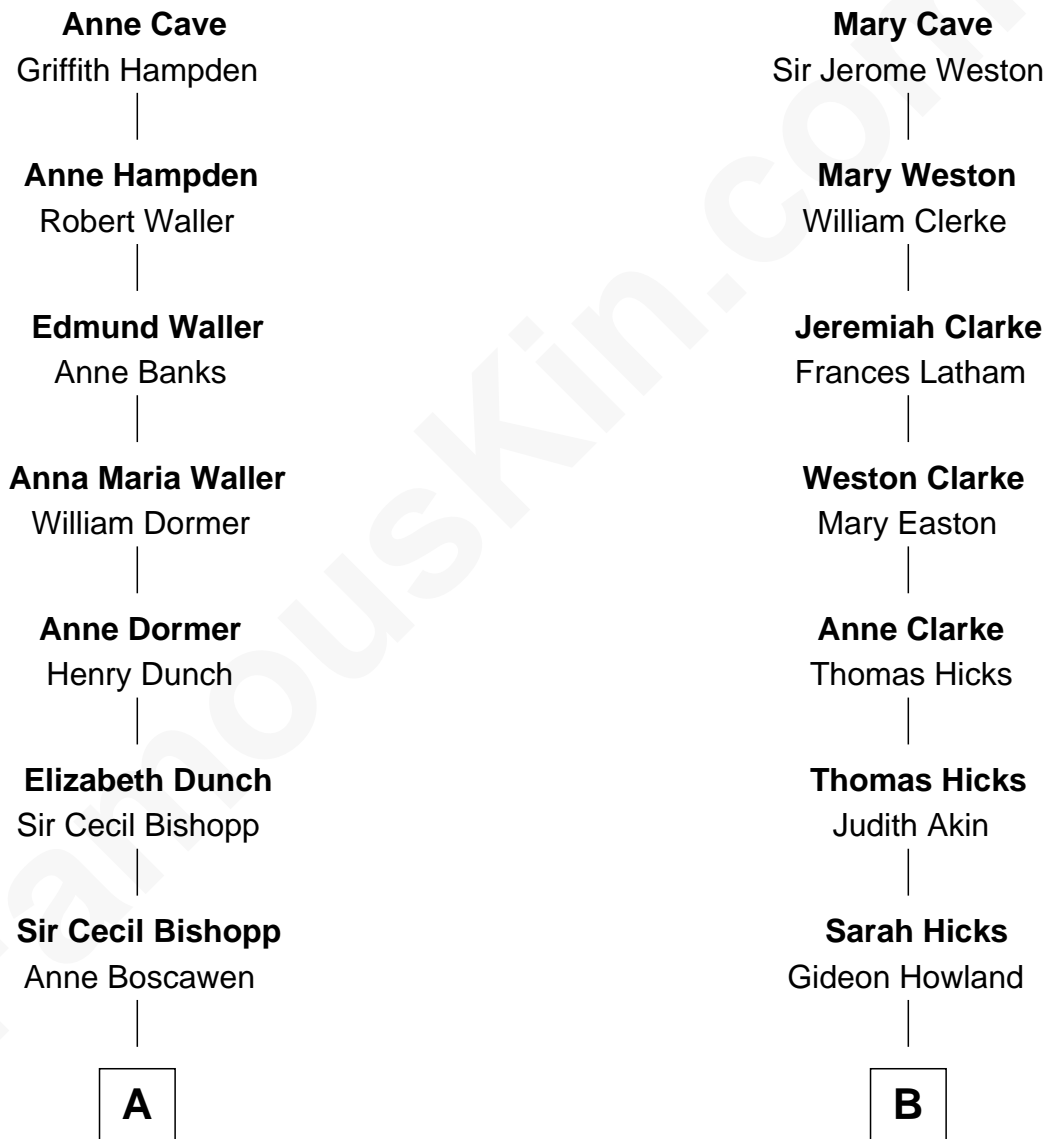 Anne Cave
Griffith Hampden
Anne Hampden
Robert Waller
Edmund Waller
Anne Banks
Anna Maria Waller
William Dormer
Anne Dormer
Henry Dunch
Elizabeth Dunch
Sir Cecil Bishopp
Sir Cecil Bishopp
Anne Boscawen
A
Mary Cave
Sir Jerome Weston
Mary Weston
William Clerke
Jeremiah Clarke
Frances Latham
Weston Clarke
Mary Easton
Anne Clarke
Thomas Hicks
Thomas Hicks
Judith Akin
Sarah Hicks
Gideon Howland
B
FamousKin.com